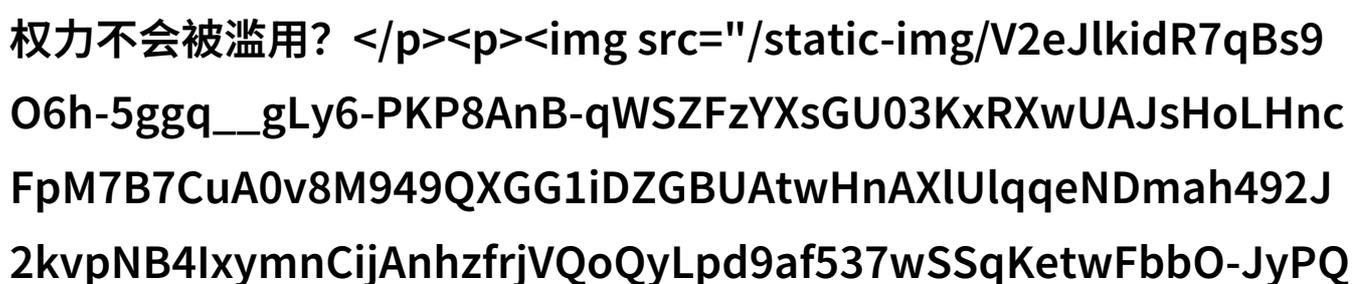 权力不会被滥用？</p><p><img src="/static-img/V2eJlkidR7qBs9
O6h-5ggq__gLy6-PKP8AnB-qWSZFzYXsGU03KxRXwUAJsHoLHnc
FpM7B7CuA0v8M949QXGG1iDZGBUAtwHnAXlUlqqeNDmah492J
2kvpNB4IxymnCijAnhzfrjVQoQyLpd9af537wSSqKetwFbbO-JyPQ